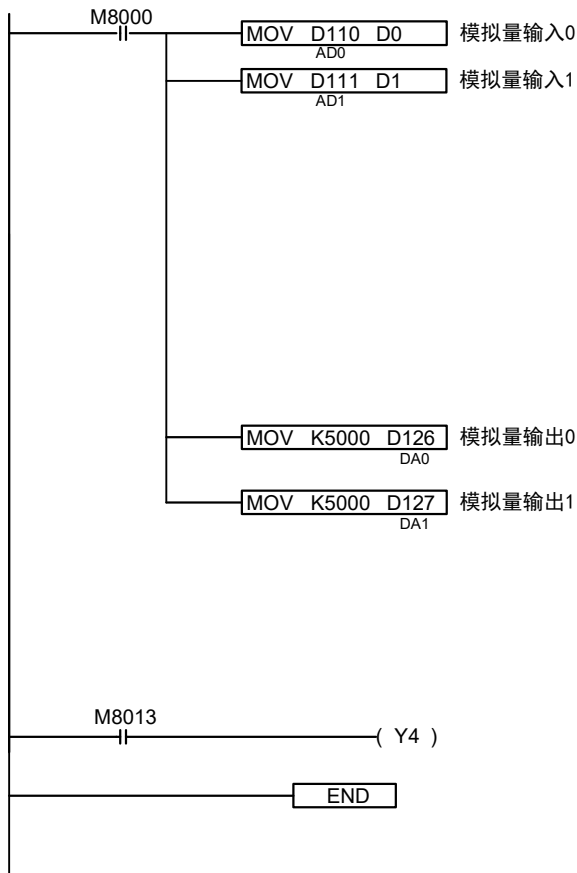 M8000
MOV D110 D0 模拟量输入0
AD0
MOV D111 D1 模拟量输入1
AD1
MOV K5000 D126 模拟量输出0
DA0
MOV K5000 D127 模拟量输出1
DA1
M8013
( Y4 )
END